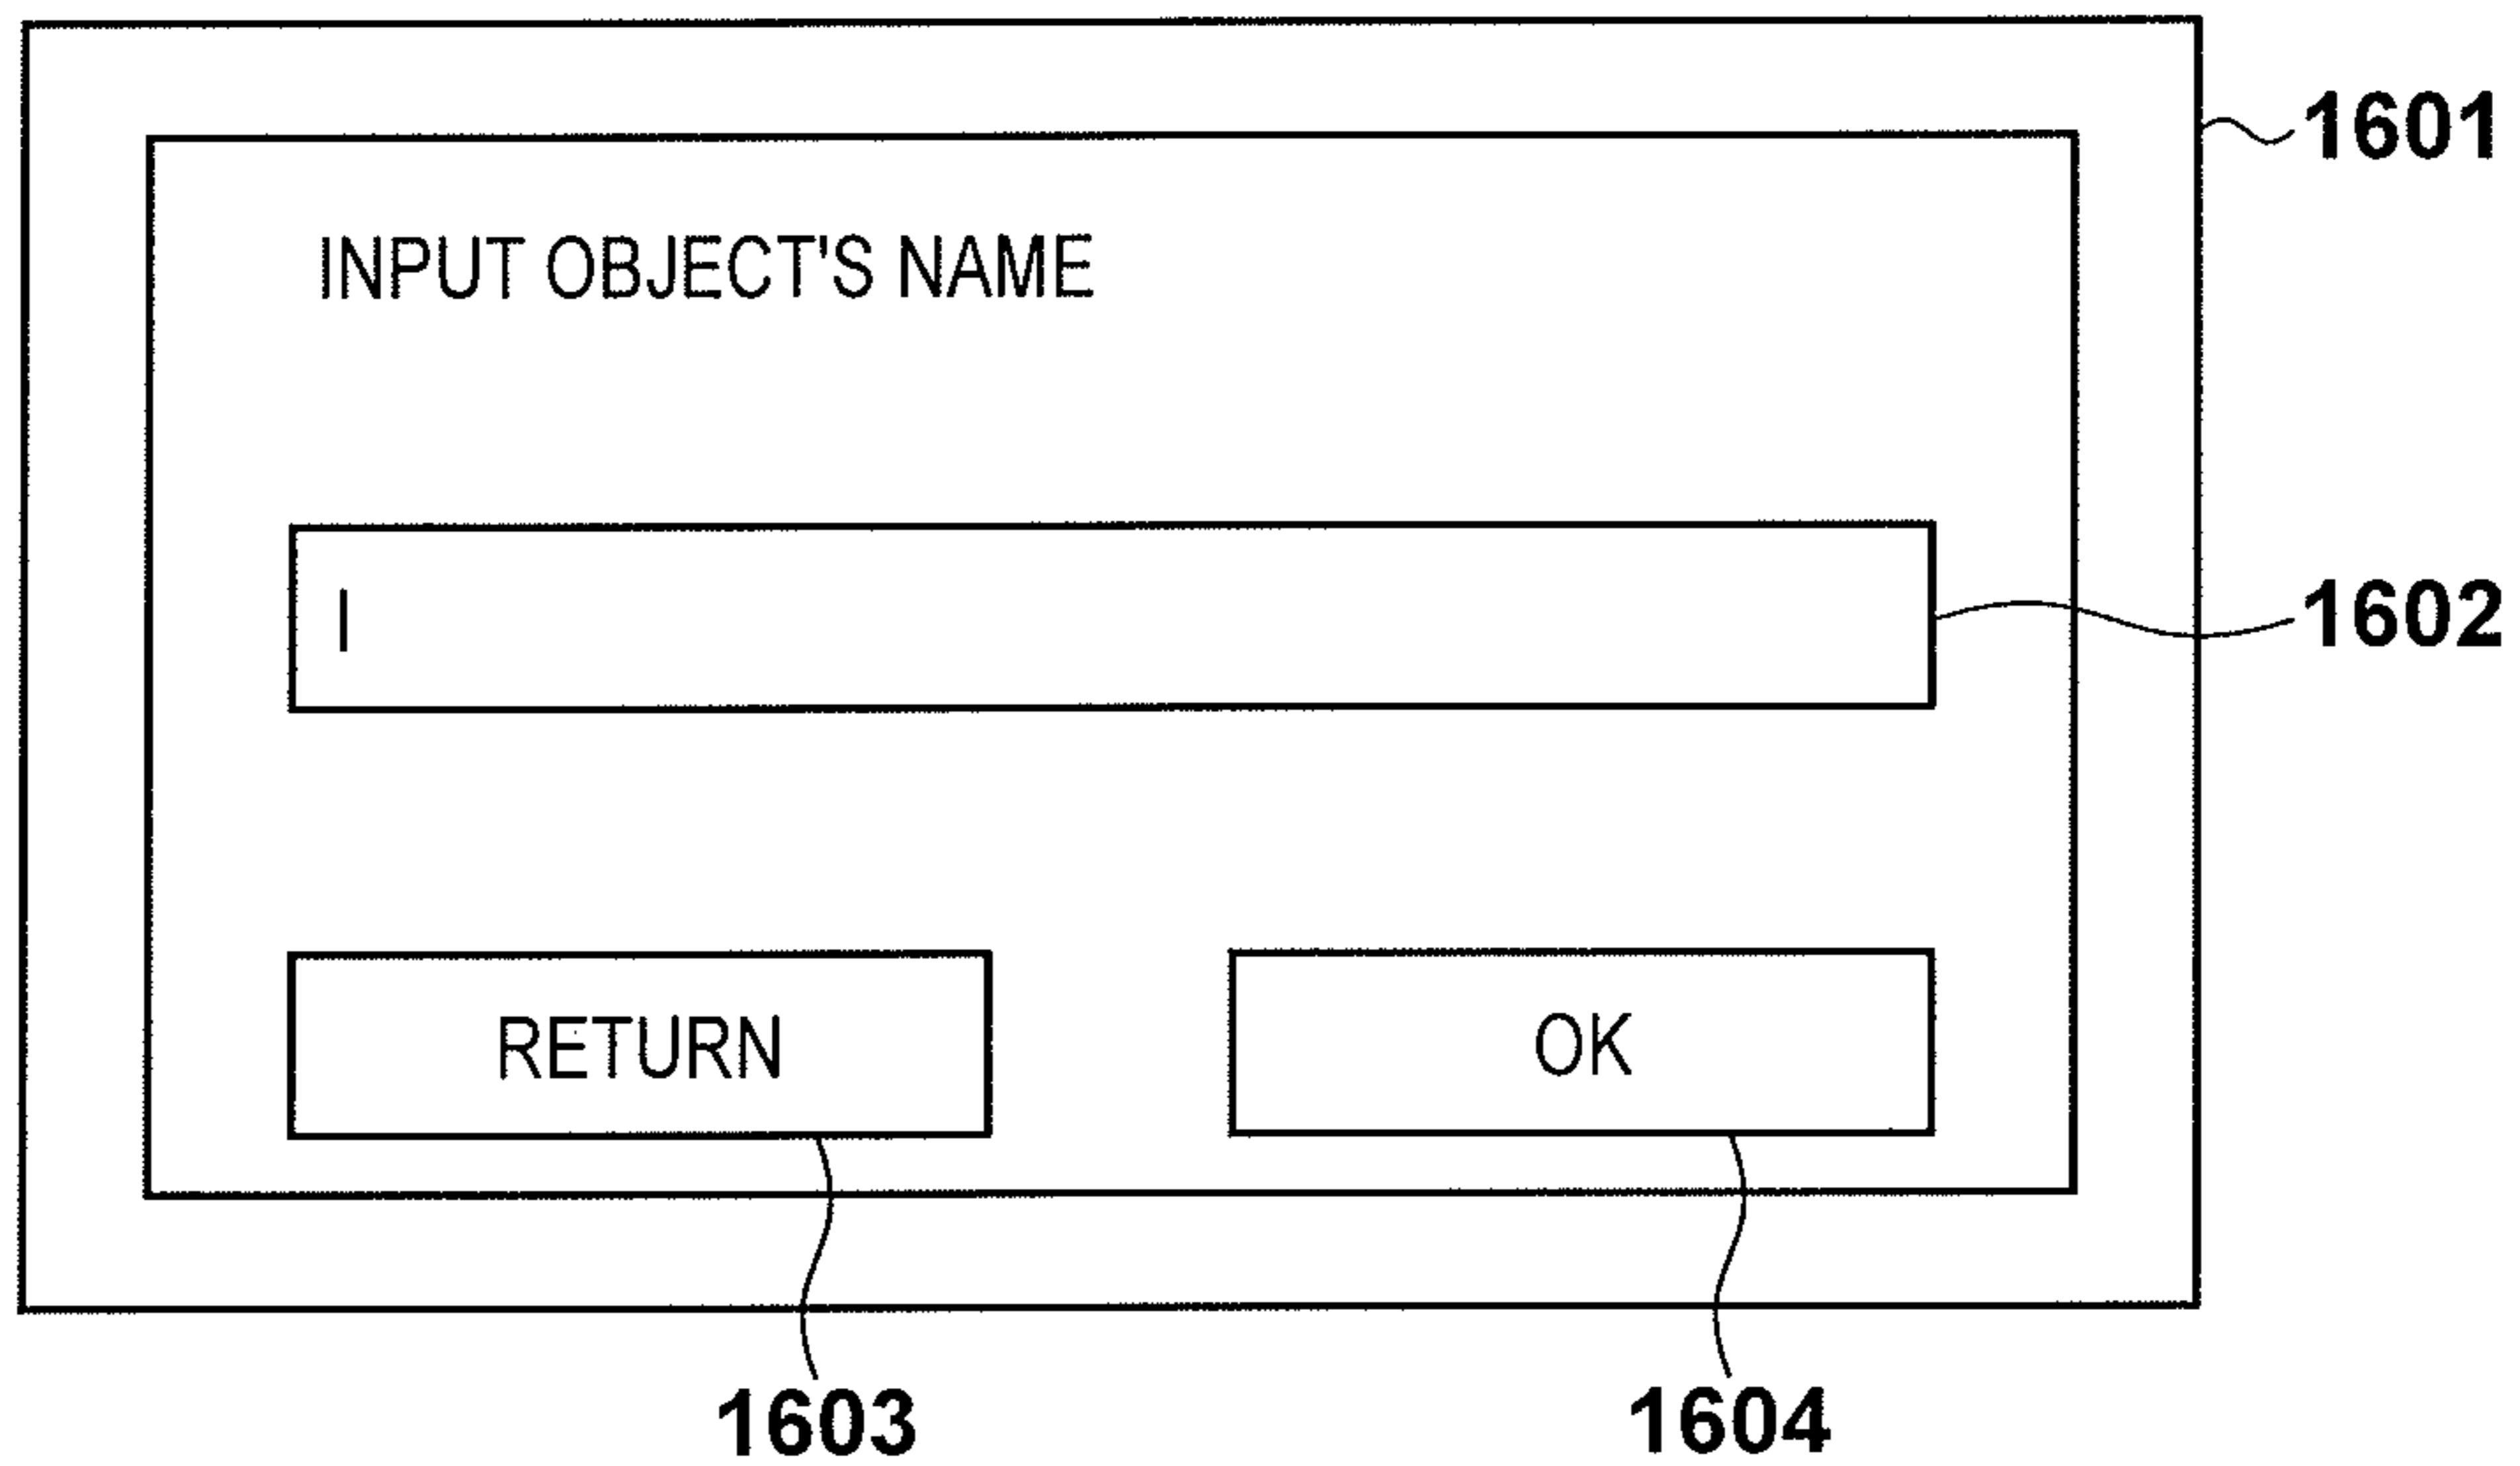 1601
INPUT OBJECT'S NAME
1602
RETURN
OK
1603
1604